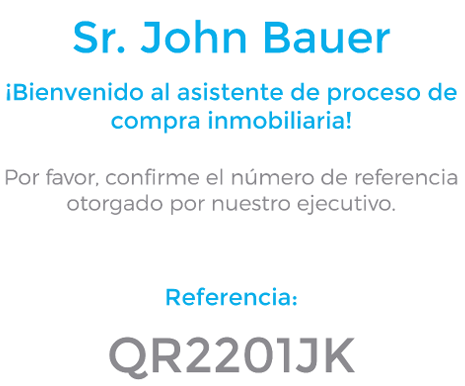 Sr. John Bauer
¡Bienvenido al asistente de proceso de
compra inmobiliaria!
Por favor, confirme el número de referencia
otorgado por nuestro ejecutivo.
Referencia:
QR2201JK